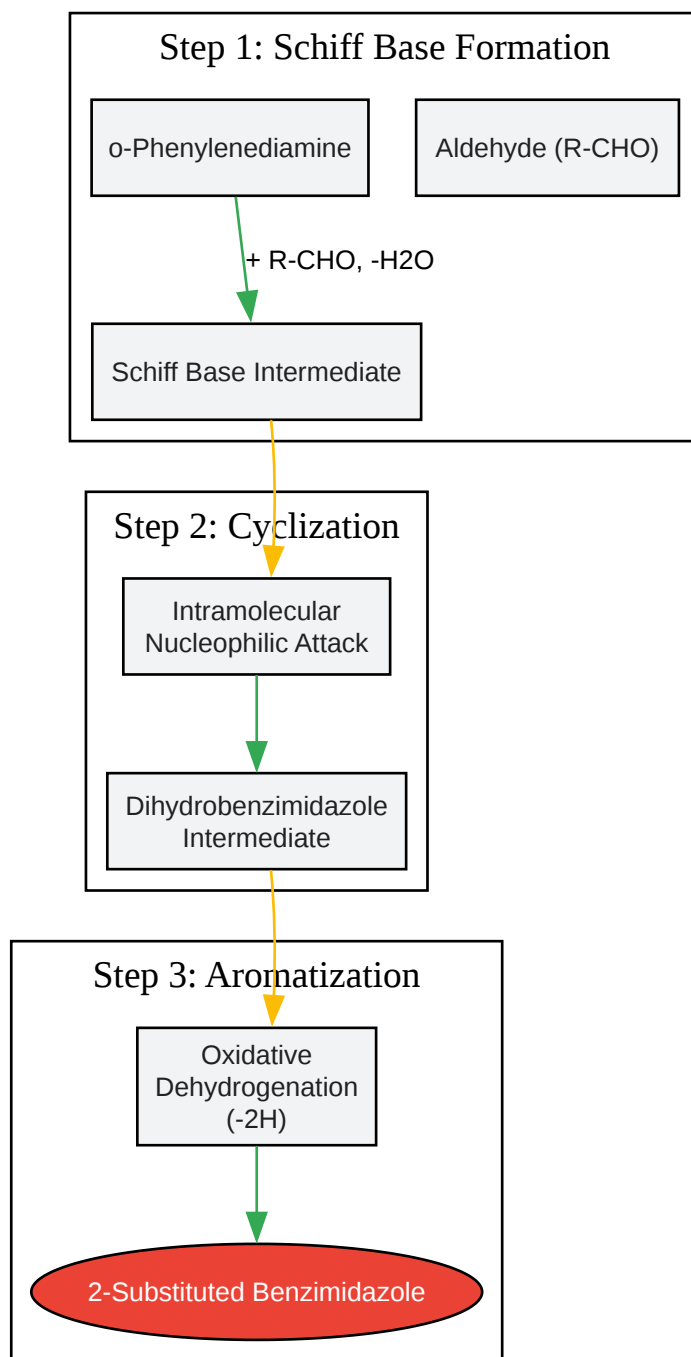 Step 1: Schiff Base Formation
o-Phenylenediamine
Aldehyde (R-CHO)
+ R-CHO, -H2O
Schiff Base Intermediate
Step 2: Cyclization
Intramolecular
Nucleophilic Attack
Dihydrobenzimidazole
Intermediate
Step 3: Aromatization
Oxidative
Dehydrogenation
(-2H)
2-Substituted Benzimidazole